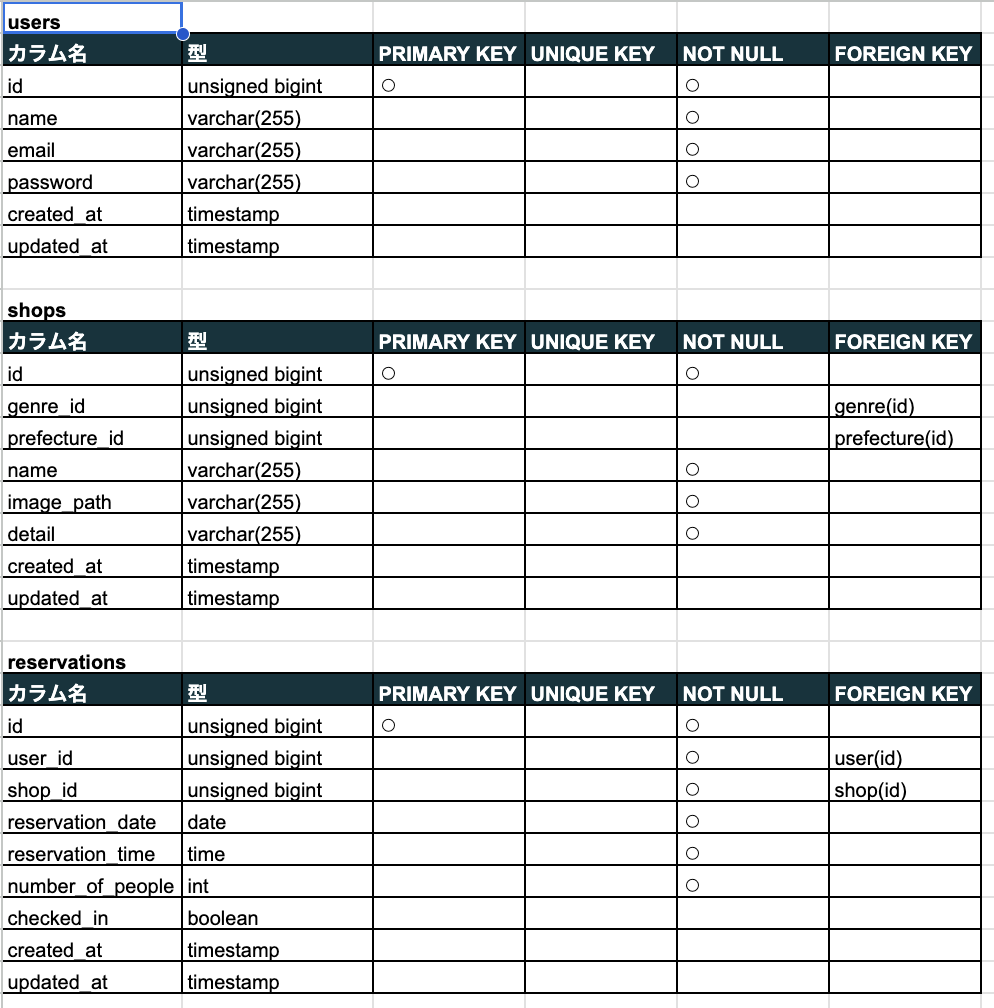 users
カラム名 型 PRIMARY KEY UNIQUE KEY NOT NULL FOREIGN KEY
id unsigned bigint ○ ○
name varchar(255) ○
email varchar(255) ○
password varchar(255) ○
created_at timestamp
updated_at timestamp
shops
カラム名 型 PRIMARY KEY UNIQUE KEY NOT NULL FOREIGN KEY
id unsigned bigint ○ ○
genre_id unsigned bigint genre(id)
prefecture_id unsigned bigint prefecture(id)
name varchar(255) ○
image_path varchar(255) ○
detail varchar(255) ○
created_at timestamp
updated_at timestamp
reservations
カラム名 型 PRIMARY KEY UNIQUE KEY NOT NULL FOREIGN KEY
id unsigned bigint ○ ○
user_id unsigned bigint ○ user(id)
shop_id unsigned bigint ○ shop(id)
reservation_date date ○
reservation_time time ○
number_of_people int ○
checked_in boolean
created_at timestamp
updated_at timestamp